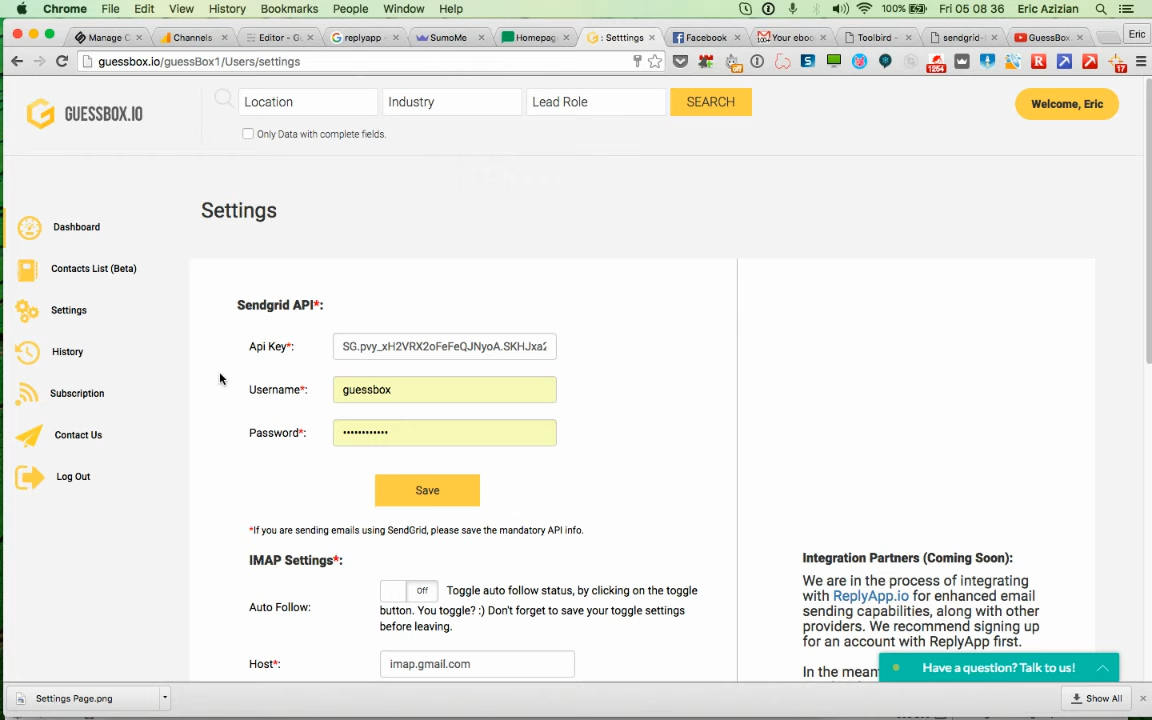 Chrome File Edit View History Bookmarks People Window Help
100% Fri 05 08 36 Eric Azizian
Manage C
Channels
Editor - G
replyapp
SumoMe
Homepag
: Setttings
Facebook
Your eboo
Toolbird -
sendgrid-
GuessBox
Eric
guessbox.io/guessBox1/Users/settings
1254
17
GUESSBOX.IO
Location
Industry
Lead Role
SEARCH
Welcome, Eric
Only Data with complete fields.
Settings
Dashboard
Contacts List (Beta)
Settings
History
Subscription
Contact Us
Log Out
Sendgrid API*:
Api Key*:
SG.pvy_xH2VRX2oFeFeQJNyoA.SKHJxa2
Username*:
guessbox
Password*:
••••••••••••
Save
*If you are sending emails using SendGrid, please save the mandatory API info.
IMAP Settings*:
Auto Follow:
Off Toggle auto follow status, by clicking on the toggle
button. You toggle? :) Don't forget to save your toggle settings
before leaving.
Host*:
imap.gmail.com
Integration Partners (Coming Soon):
We are in the process of integrating
with ReplyApp.io for enhanced email
sending capabilities, along with other
providers. We recommend signing up
for an account with ReplyApp first.
In the mean
Have a question? Talk to us!
Settings Page.png
Show All